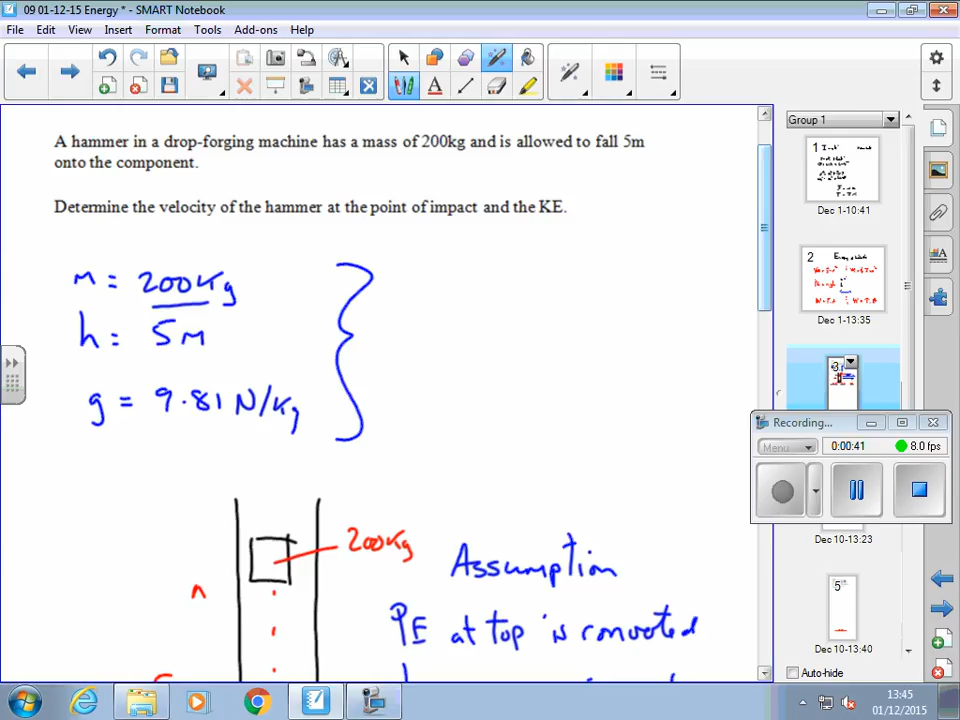 09 01-12-15 Energy * - SMART Notebook
File Edit View Insert Format Tools Add-ons Help
A hammer in a drop-forging machine has a mass of 200kg and is allowed to fall 5m
onto the component.
Determine the velocity of the hammer at the point of impact and the KE.
m = 200Kg
h = 5M
g = 9.81 N/Kg
200Kg
Assumption
PE at top is converted
Group 1
1
Dec 1-10:41
2
Dec 1-13:35
3
Recording...
Menu
0:00:41
8.0 fps
Dec 10-13:23
5
Dec 10-13:40
Auto-hide
13:45
01/12/2015